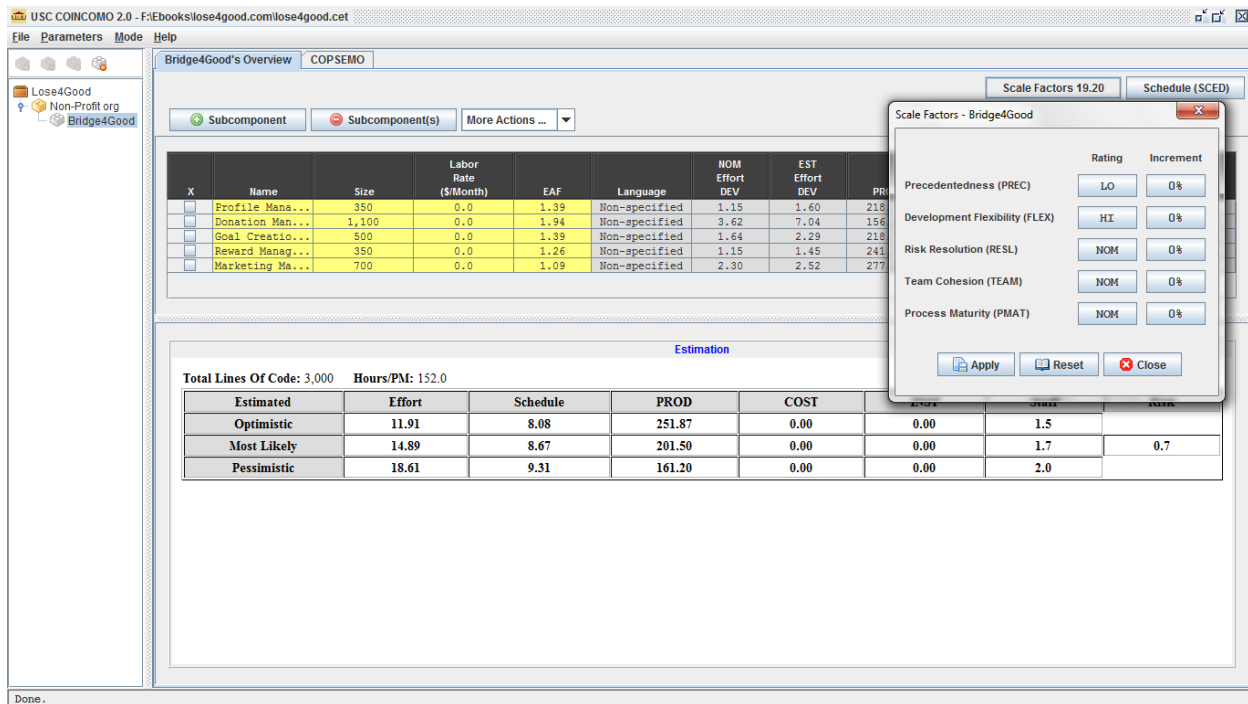 USC COINCOMO 2.0 - F:\Ebooks\lose4good.com\lose4good.cet
File Parameters Mode Help
Bridge4Good's Overview COPSEMO
Lose4Good
Non-Profit org
Bridge4Good
Scale Factors 19.20 Schedule (SCED)
Subcomponent Subcomponent(s) More Actions ...
X Name Size Labor Rate ($/Month) EAF Language NOM Effort DEV EST Effort DEV
Profile Mana... 350 0.0 1.39 Non-specified 1.15 1.60 218
Donation Man... 1,100 0.0 1.94 Non-specified 3.62 7.04 156
Goal Creatio... 500 0.0 1.39 Non-specified 1.64 2.29 218
Reward Manag... 350 0.0 1.26 Non-specified 1.15 1.45 241
Marketing Ma... 700 0.0 1.09 Non-specified 2.30 2.52 277
Scale Factors - Bridge4Good
Rating Increment
Precedentedness (PREC) LO 0%
Development Flexibility (FLEX) HI 0%
Risk Resolution (RESL) NOM 0%
Team Cohesion (TEAM) NOM 0%
Process Maturity (PMAT) NOM 0%
Apply Reset Close
Estimation
Total Lines Of Code: 3,000 Hours/PM: 152.0
Estimated Effort Schedule PROD COST INST Staff RISK
Optimistic 11.91 8.08 251.87 0.00 0.00 1.5
Most Likely 14.89 8.67 201.50 0.00 0.00 1.7 0.7
Pessimistic 18.61 9.31 161.20 0.00 0.00 2.0
Done.